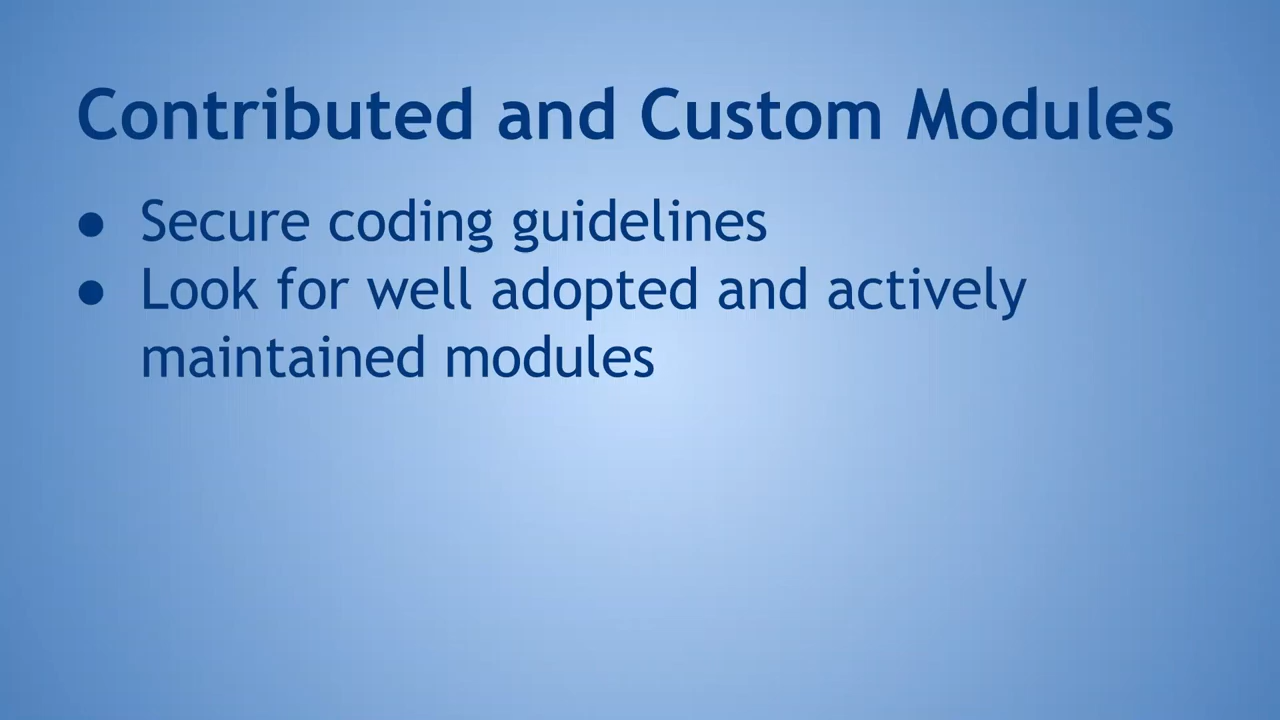 Contributed and Custom Modules
● Secure coding guidelines
● Look for well adopted and actively
maintained modules